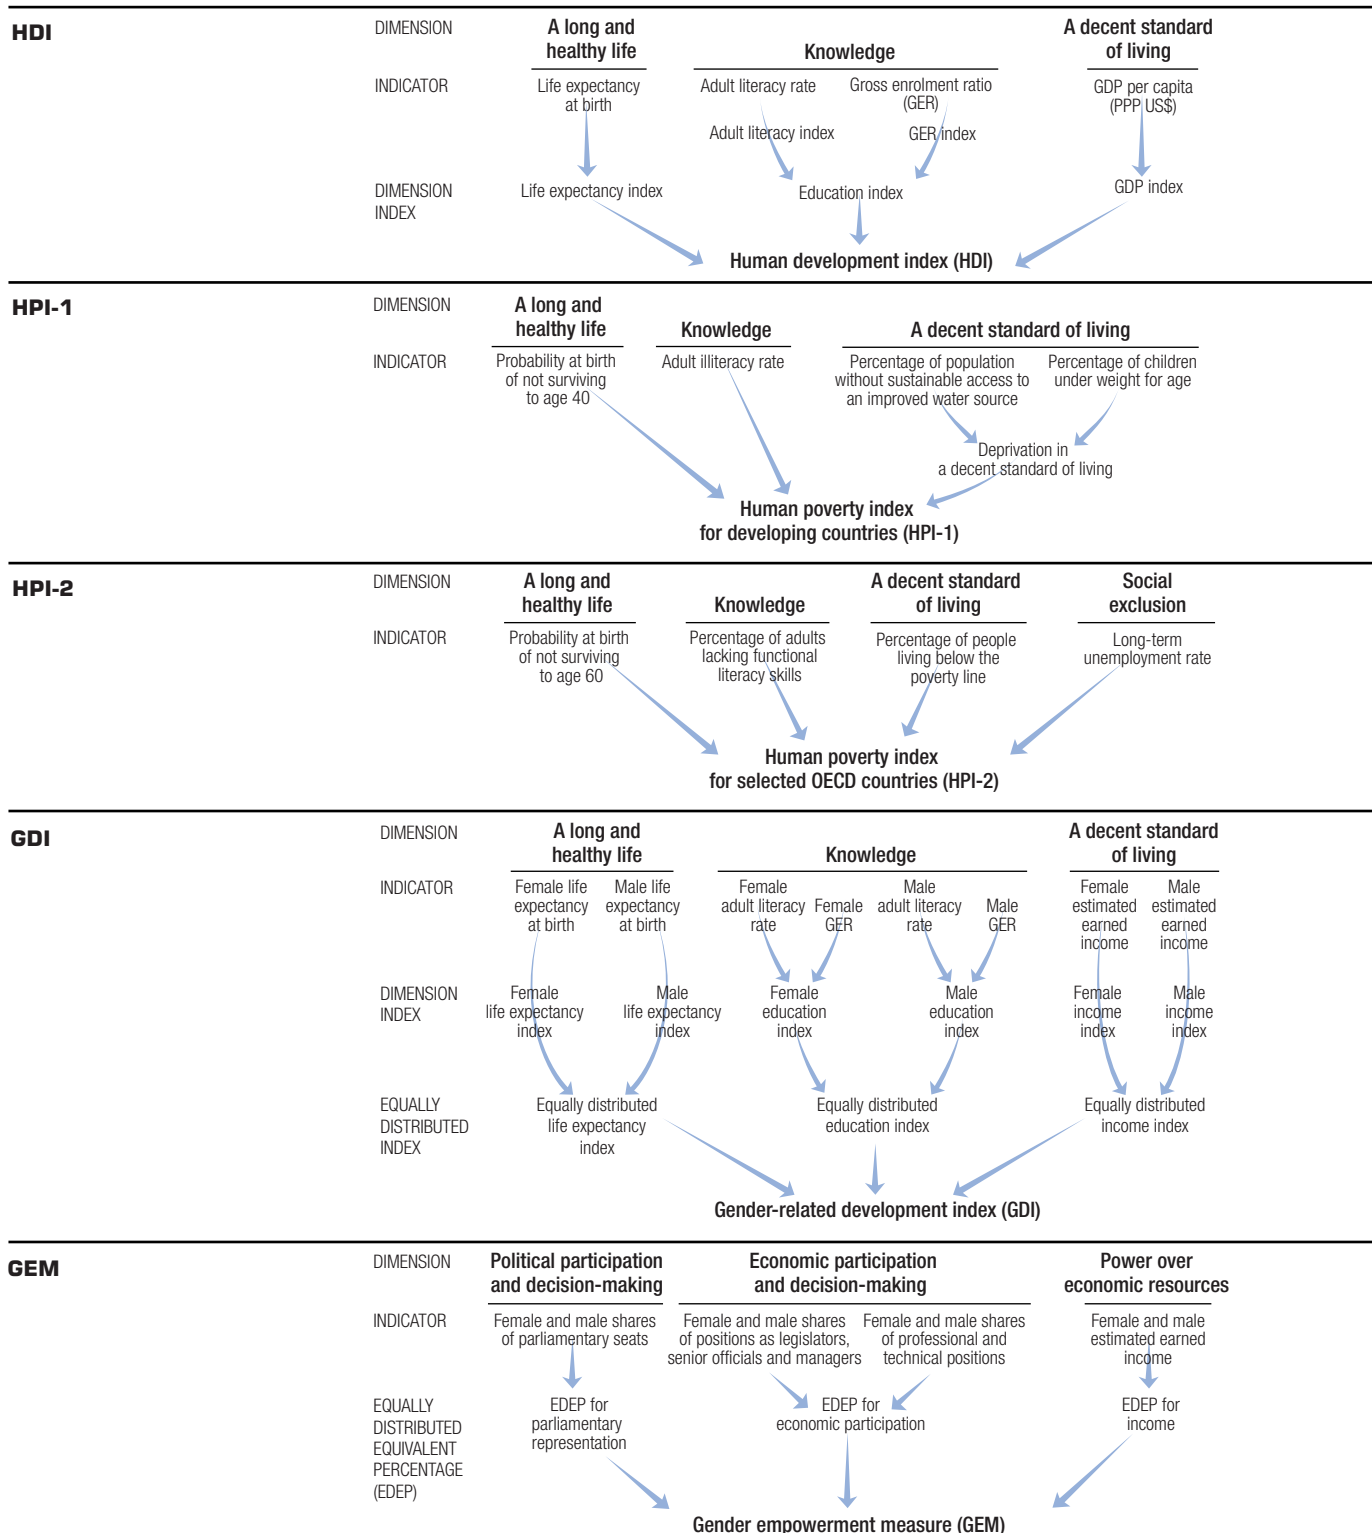 HDI
DIMENSION
A long and
healthy life
Knowledge
A decent standard
of living
INDICATOR
Life expectancy
at birth
Adult literacy rate
Gross enrolment ratio
(GER)
GDP per capita
(PPP US$)
Adult literacy index
GER index
DIMENSION
INDEX
Life expectancy index
Education index
GDP index
Human development index (HDI)
HPI-1
DIMENSION
A long and
healthy life
Knowledge
A decent standard of living
INDICATOR
Probability at birth
of not surviving
to age 40
Adult illiteracy rate
Percentage of population
without sustainable access to
an improved water source
Percentage of children
under weight for age
Deprivation in
a decent standard of living
Human poverty index
for developing countries (HPI-1)
HPI-2
DIMENSION
A long and
healthy life
Knowledge
A decent standard
of living
Social
exclusion
INDICATOR
Probability at birth
of not surviving
to age 60
Percentage of adults
lacking functional
literacy skills
Percentage of people
living below the
poverty line
Long-term
unemployment rate
Human poverty index
for selected OECD countries (HPI-2)
GDI
DIMENSION
A long and
healthy life
Knowledge
A decent standard
of living
INDICATOR
Female life
expectancy
at birth
Male life
expectancy
at birth
Female
adult literacy
rate
Female
GER
Male
adult literacy
rate
Male
GER
Female
estimated
earned
income
Male
estimated
earned
income
DIMENSION
INDEX
Female
life expectancy
index
Male
life expectancy
index
Female
education
index
Male
education
index
Female
income
index
Male
income
index
EQUALLY
DISTRIBUTED
INDEX
Equally distributed
life expectancy
index
Equally distributed
education index
Equally distributed
income index
Gender-related development index (GDI)
GEM
DIMENSION
Political participation
and decision-making
Economic participation
and decision-making
Power over
economic resources
INDICATOR
Female and male shares
of parliamentary seats
Female and male shares
of positions as legislators,
senior officials and managers
Female and male shares
of professional and
technical positions
Female and male
estimated earned
income
EQUALLY
DISTRIBUTED
EQUIVALENT
PERCENTAGE
(EDEP)
EDEP for
parliamentary
representation
EDEP for
economic participation
EDEP for
income
Gender empowerment measure (GEM)